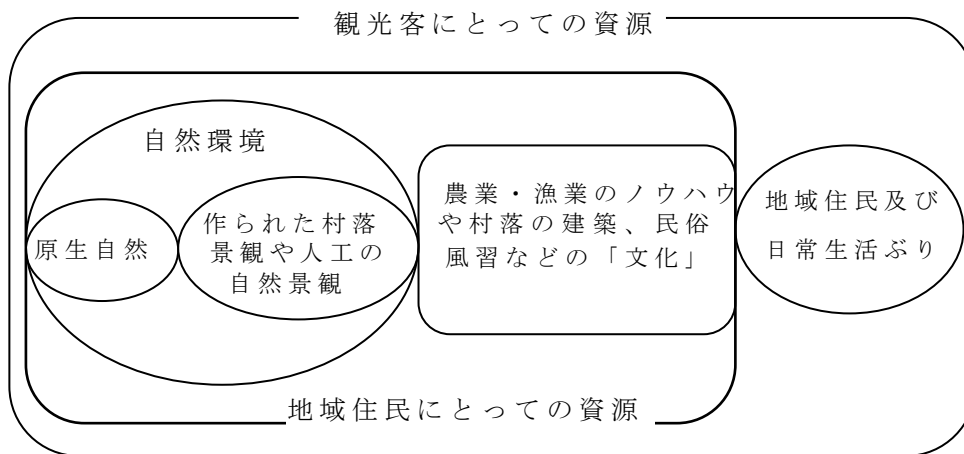 観光客にとっての資源
自然環境
原生自然
作られた村落
景観や人工の
自然景観
農業・漁業のノウハウ
や村落の建築、民俗
風習などの「文化」
地域住民及び
日常生活ぶり
地域住民にとっての資源